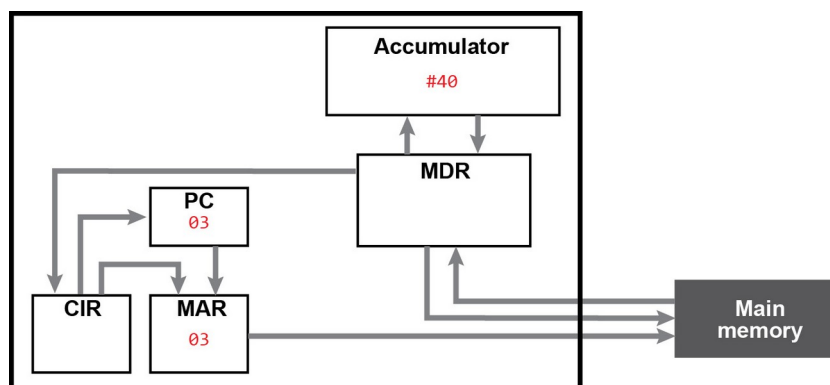 Accumulator
#40
MDR
PC
03
CIR
MAR
03
Main
memory